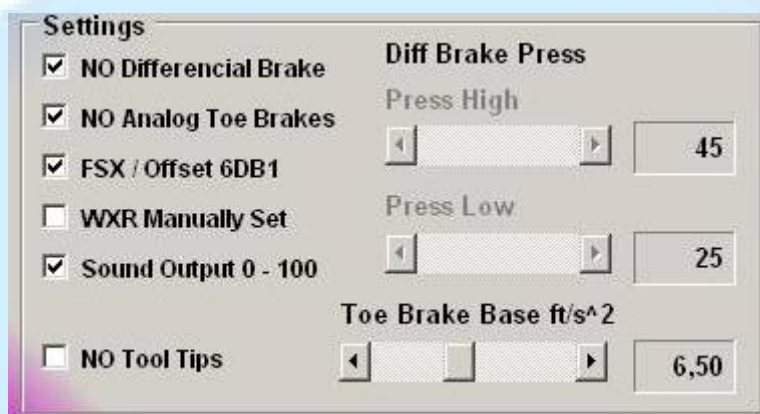 Settings
NO Differencial Brake
NO Analog Toe Brakes
FSX / Offset 6DB1
WXR Manually Set
Sound Output 0 - 100
NO Tool Tips
Diff Brake Press
Press High
45
Press Low
25
Toe Brake Base ft/s^2
6,50